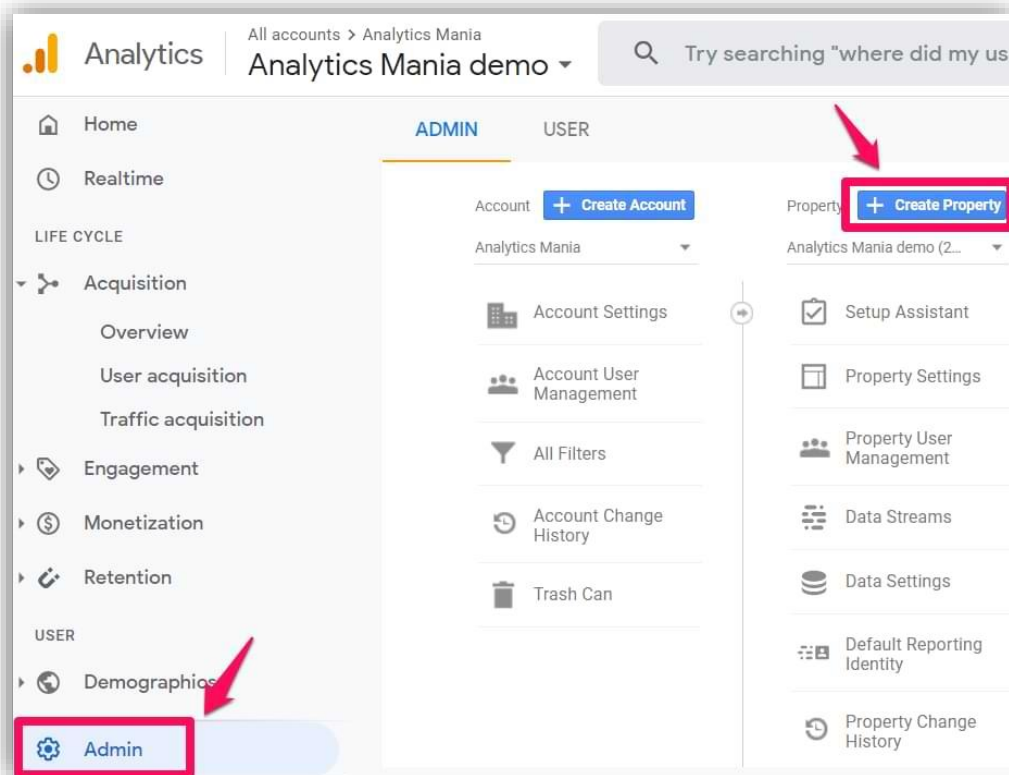 Analytics
All accounts > Analytics Mania
Analytics Mania demo
Try searching "where did my us
Home
Realtime
LIFE CYCLE
Acquisition
Overview
User acquisition
Traffic acquisition
Engagement
Monetization
Retention
USER
Demographics
Admin
ADMIN
USER
Account
+ Create Account
Analytics Mania
Account Settings
Account User
Management
All Filters
Account Change
History
Trash Can
Property
+ Create Property
Analytics Mania demo (2...
Setup Assistant
Property Settings
Property User
Management
Data Streams
Data Settings
Default Reporting
Identity
Property Change
History